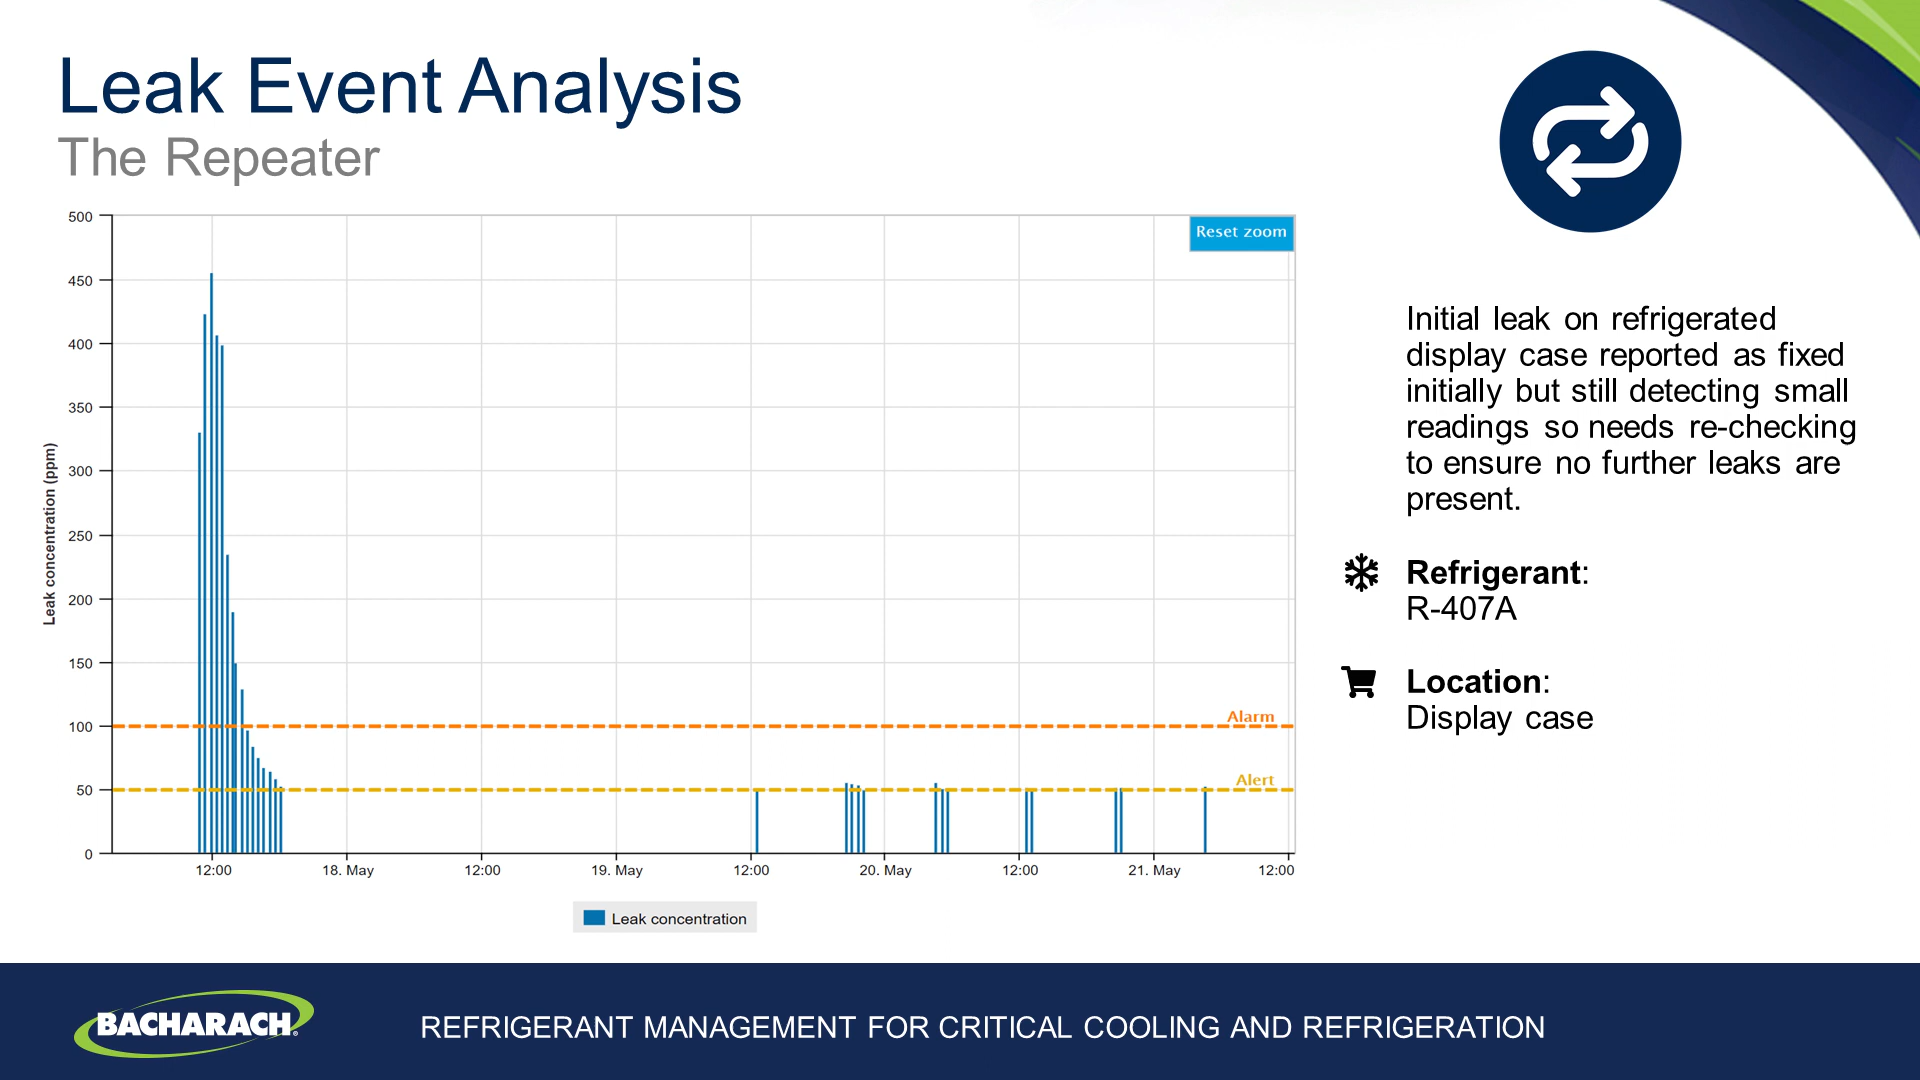 Leak Event Analysis
The Repeater
Reset zoom
500
450
400
350
300
250
200
150
100
50
0
Leak concentration (ppm)
Alarm
Alert
12:00 18. May 12:00 19. May 12:00 20. May 12:00 21. May 12:00
Leak concentration
Initial leak on refrigerated
display case reported as fixed
initially but still detecting small
readings so needs re-checking
to ensure no further leaks are
present.
Refrigerant:
R-407A
Location:
Display case
BACHARACH®
REFRIGERANT MANAGEMENT FOR CRITICAL COOLING AND REFRIGERATION